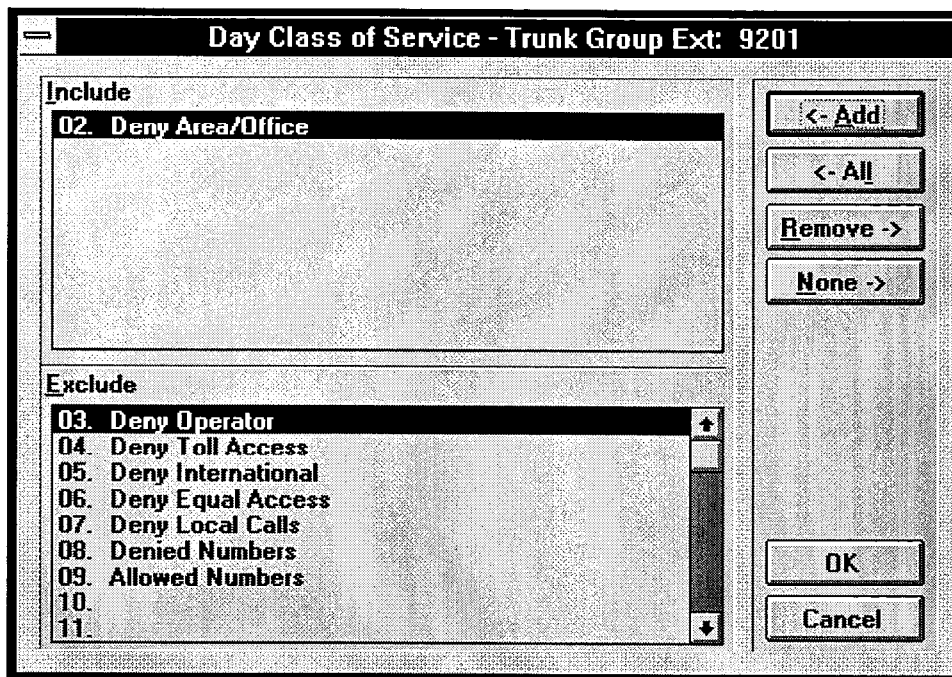 Day Class of Service - Trunk Group Ext: 9201
Include
02. Deny Area/Office
Exclude
03. Deny Operator
04. Deny Toll Access
05. Deny International
06. Deny Equal Access
07. Deny Local Calls
08. Denied Numbers
09. Allowed Numbers
10.
11.
<- Add
<- All
Remove ->
None ->
OK
Cancel